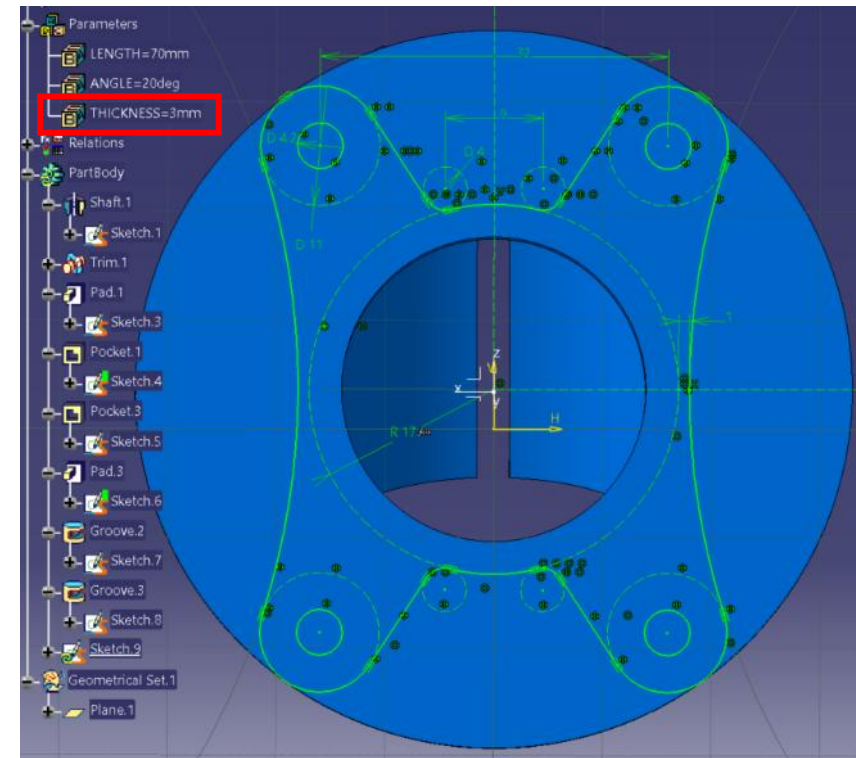 Parameters
LENGTH=70mm
ANGLE=20deg
THICKNESS=3mm
Relations
PartBody
Shaft.1
Sketch.1
Trim.1
Pad.1
Sketch.3
Pocket.1
Sketch.4
Pocket.3
Sketch.5
Pad.3
Sketch.6
Groove.2
Sketch.7
Groove.3
Sketch.8
Sketch.9
Geometrical Set.1
Plane.1
D 4.2
D 4
D 11
1
z
x
y
H
R 17